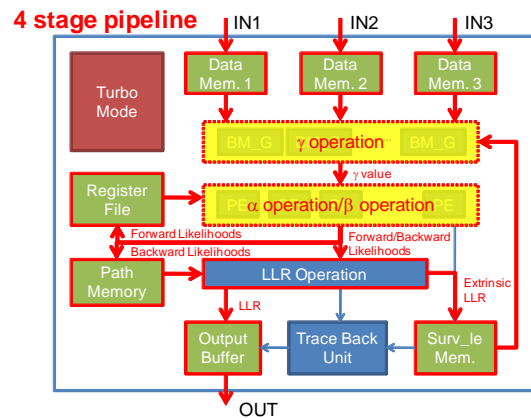 4 stage pipeline
IN1
IN2
IN3
Turbo
Mode
Data
Mem. 1
Data
Mem. 2
Data
Mem. 3
BM_G
γ operation
BM_G
γ value
Register
File
PE
α operation/β operation
PE
Forward Likelihoods
Backward Likelihoods
Forward/Backward
Likelihoods
Path
Memory
LLR Operation
Extrinsic
LLR
LLR
Output
Buffer
Trace Back
Unit
Surv_le
Mem.
OUT